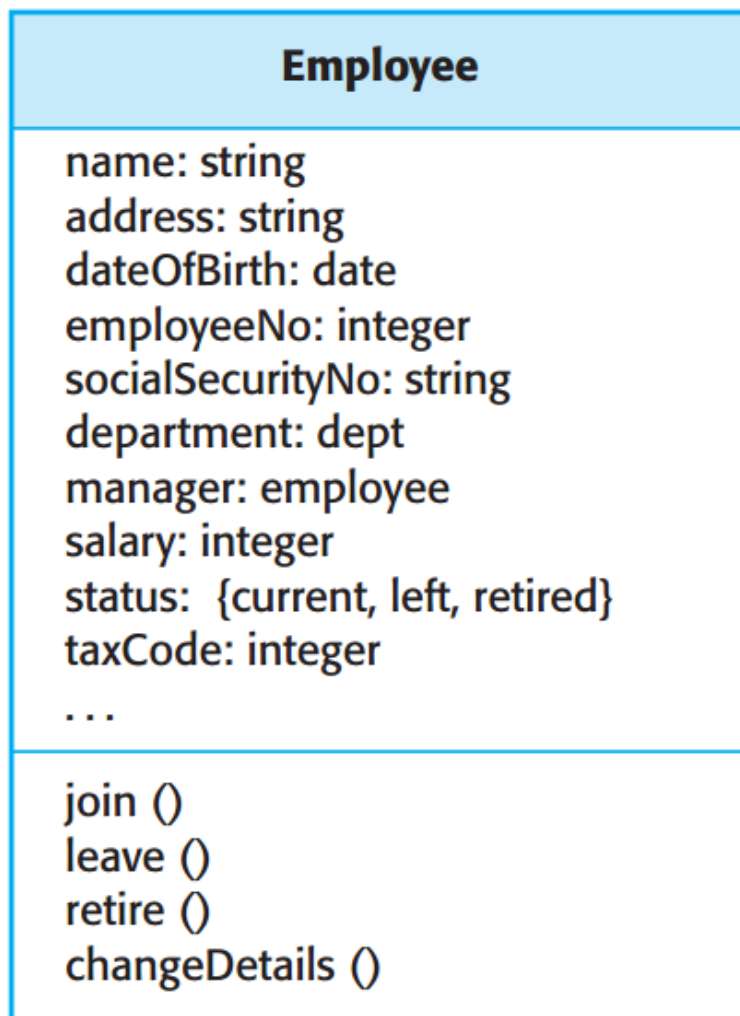 Employee
name: string
address: string
dateOfBirth: date
employeeNo: integer
socialSecurityNo: string
department: dept
manager: employee
salary: integer
status:  {current, left, retired}
taxCode: integer
. . .
join ()
leave ()
retire ()
changeDetails ()